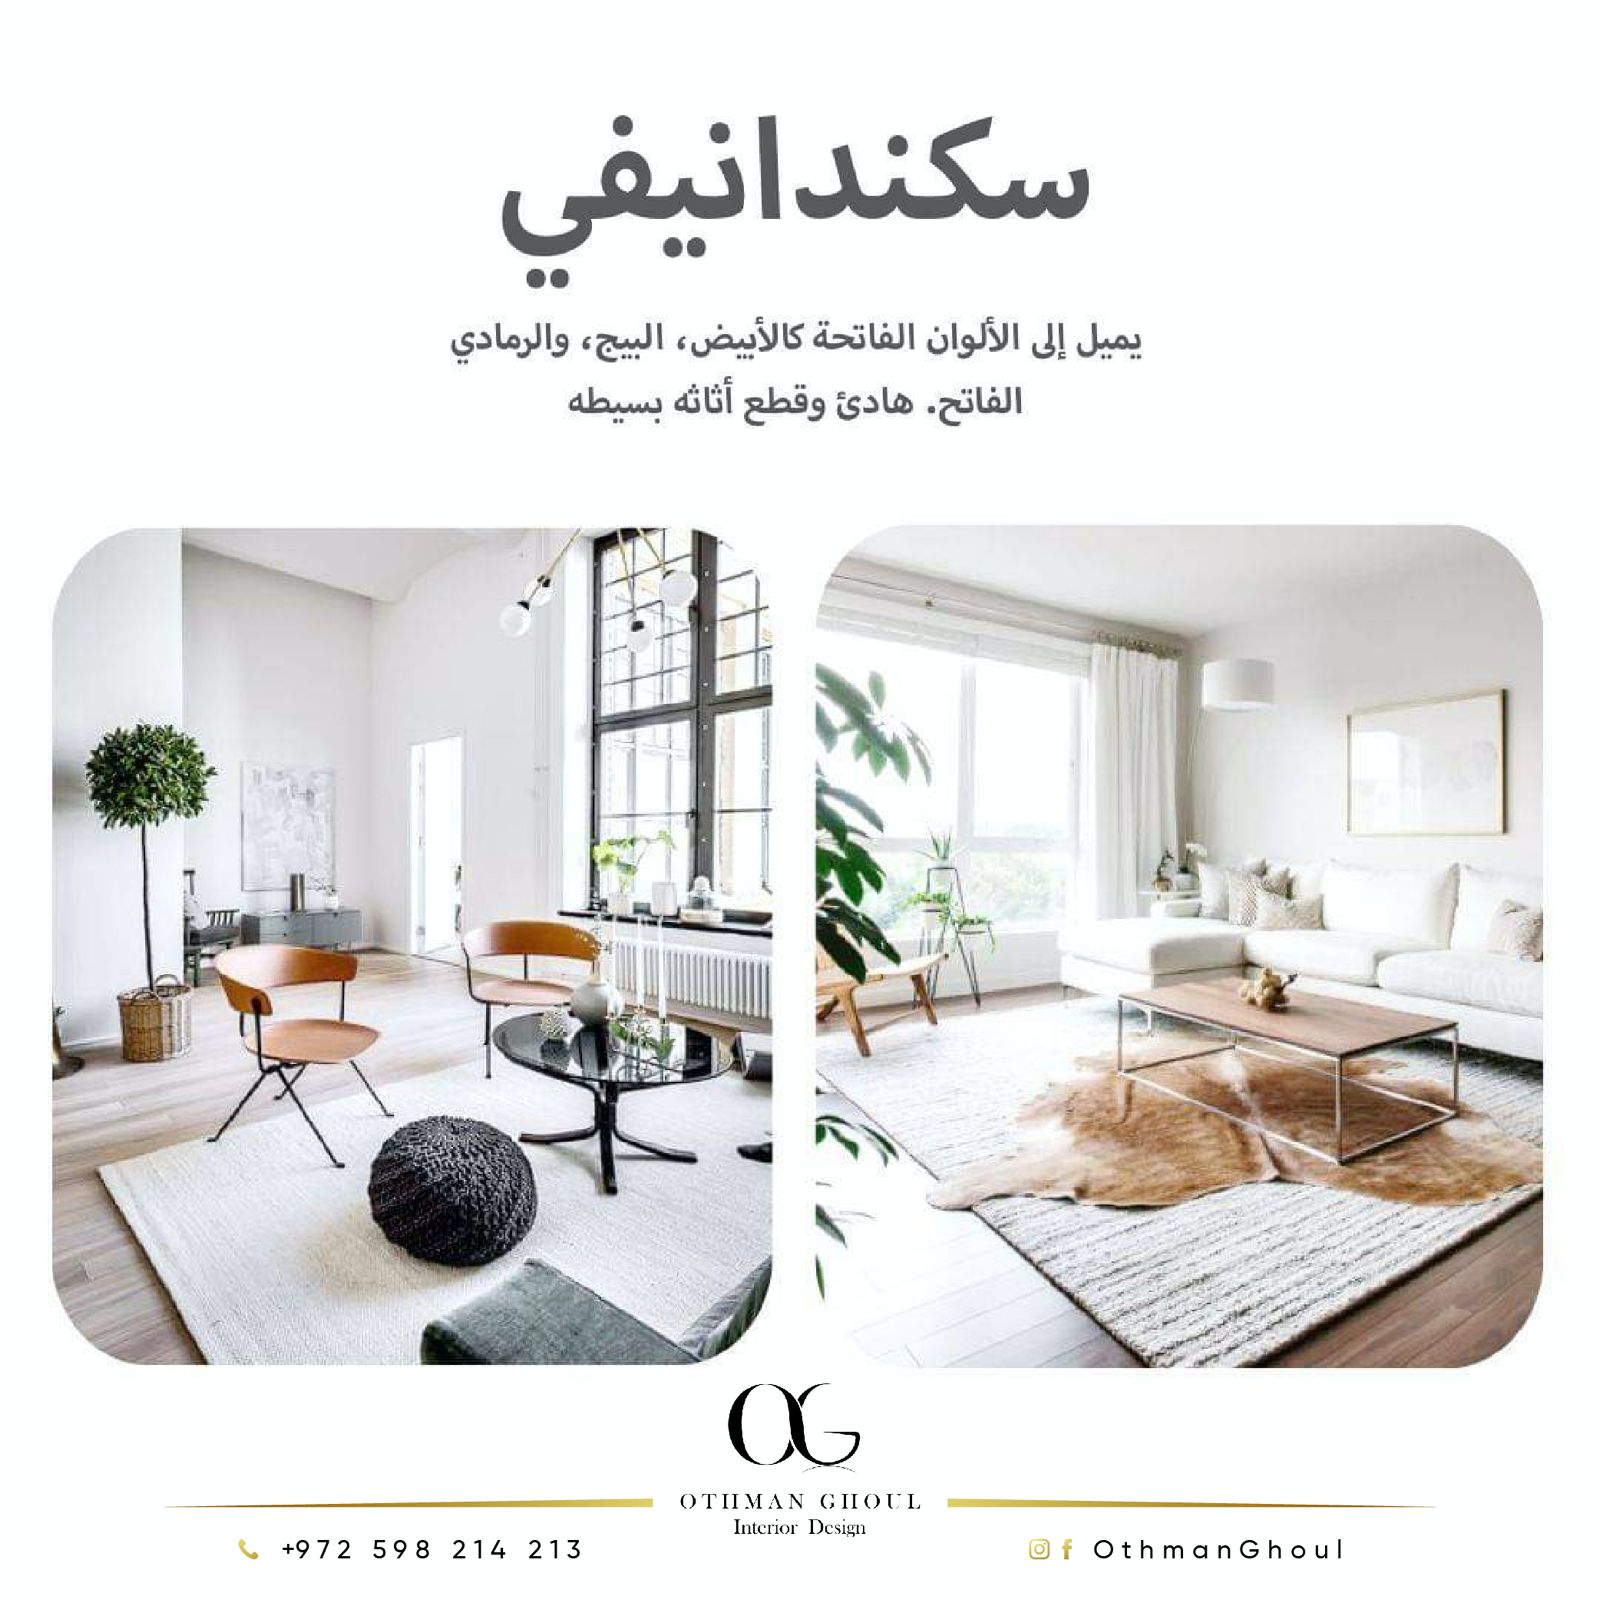 سكندانيفي
يميل إلى الألوان الفاتحة كالأبيض، البيج، والرمادي
الفاتح. هادئ وقطع أثاثه بسيطه
OG
OTHMAN GHOUL
Interior Design
+972 598 214 213
OthmanGhoul